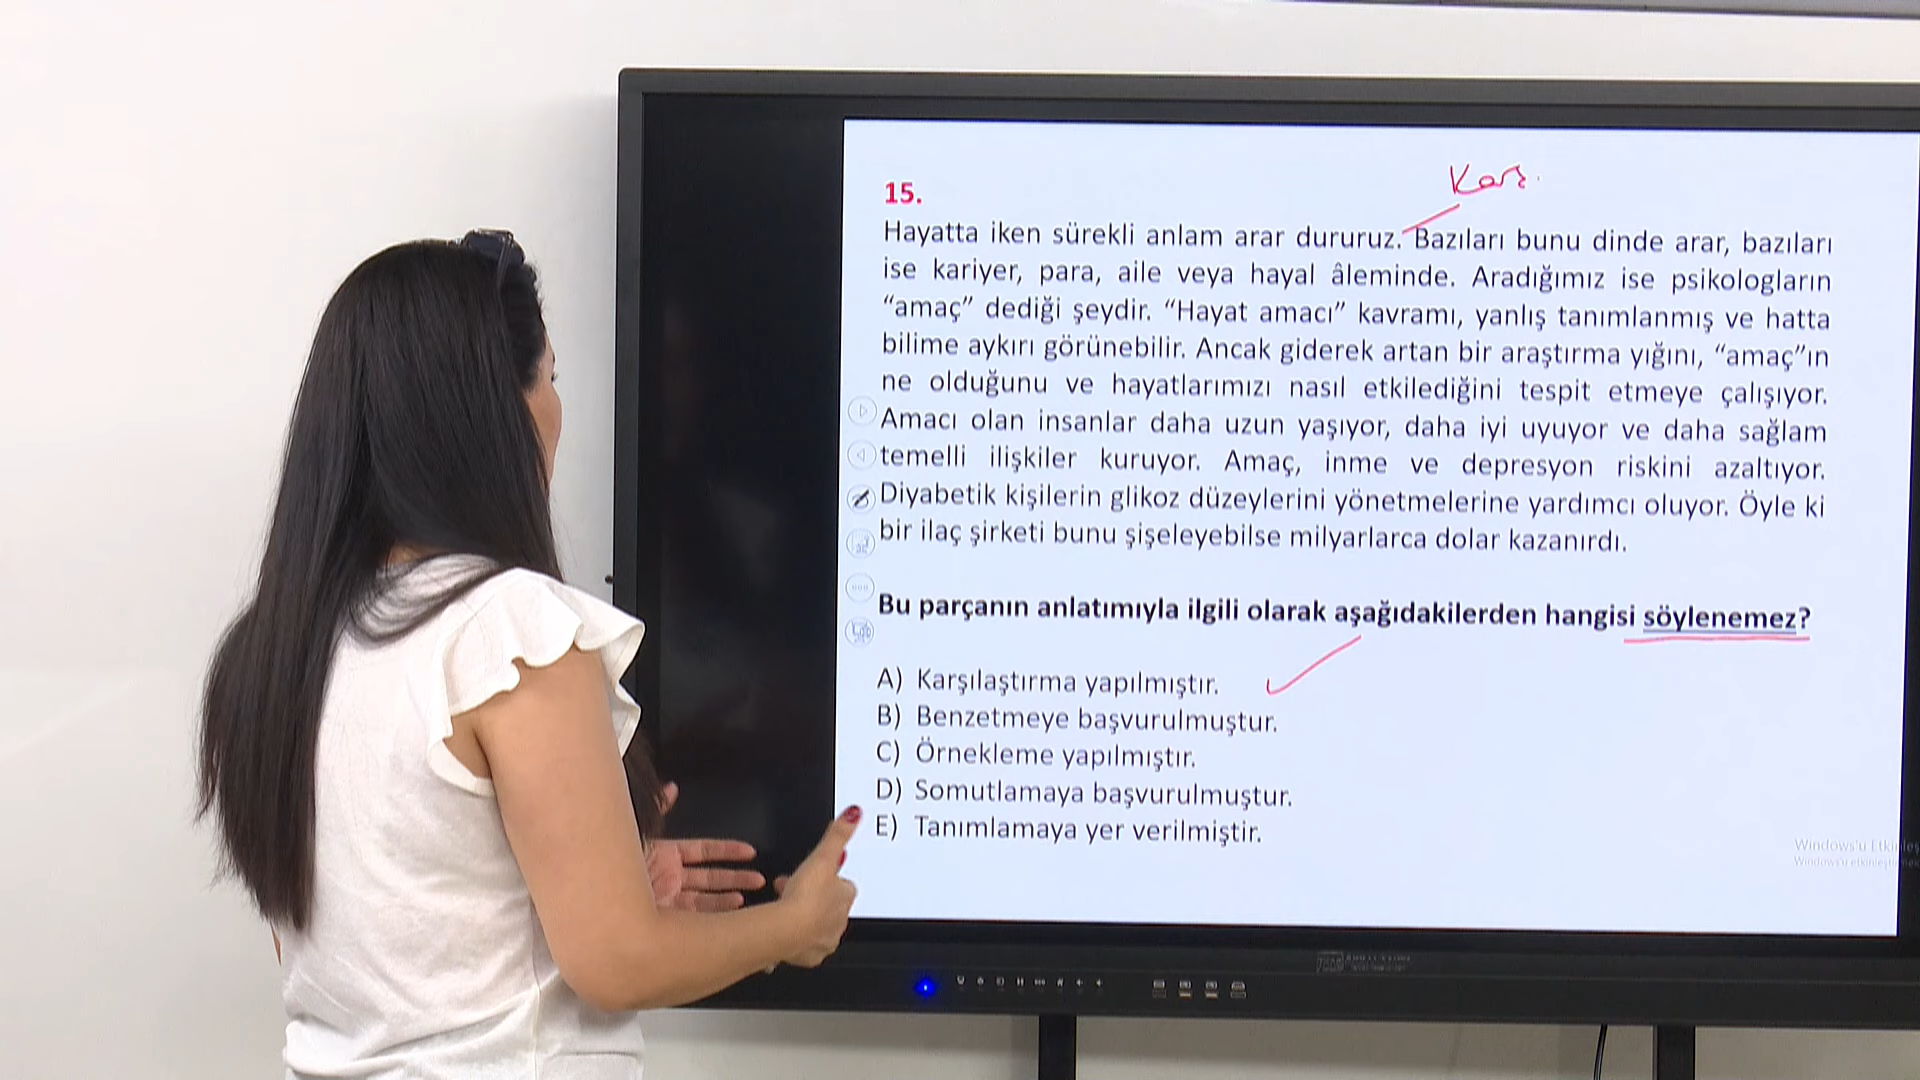 Karş.
15.
Hayatta iken sürekli anlam arar dururuz. Bazıları bunu dinde arar, bazıları
ise kariyer, para, aile veya hayal âleminde. Aradığımız ise psikologların
“amaç” dediği şeydir. “Hayat amacı” kavramı, yanlış tanımlanmış ve hatta
bilime aykırı görünebilir. Ancak giderek artan bir araştırma yığını, “amaç”ın
ne olduğunu ve hayatlarımızı nasıl etkilediğini tespit etmeye çalışıyor.
Amacı olan insanlar daha uzun yaşıyor, daha iyi uyuyor ve daha sağlam
temelli ilişkiler kuruyor. Amaç, inme ve depresyon riskini azaltıyor.
Diyabetik kişilerin glikoz düzeylerini yönetmelerine yardımcı oluyor. Öyle ki
bir ilaç şirketi bunu şişeleyebilse milyarlarca dolar kazanırdı.
Bu parçanın anlatımıyla ilgili olarak aşağıdakilerden hangisi söylenemez?
A) Karşılaştırma yapılmıştır.
B) Benzetmeye başvurulmuştur.
C) Örnekleme yapılmıştır.
D) Somutlamaya başvurulmuştur.
E) Tanımlamaya yer verilmiştir.
Windows'u Etkinleş